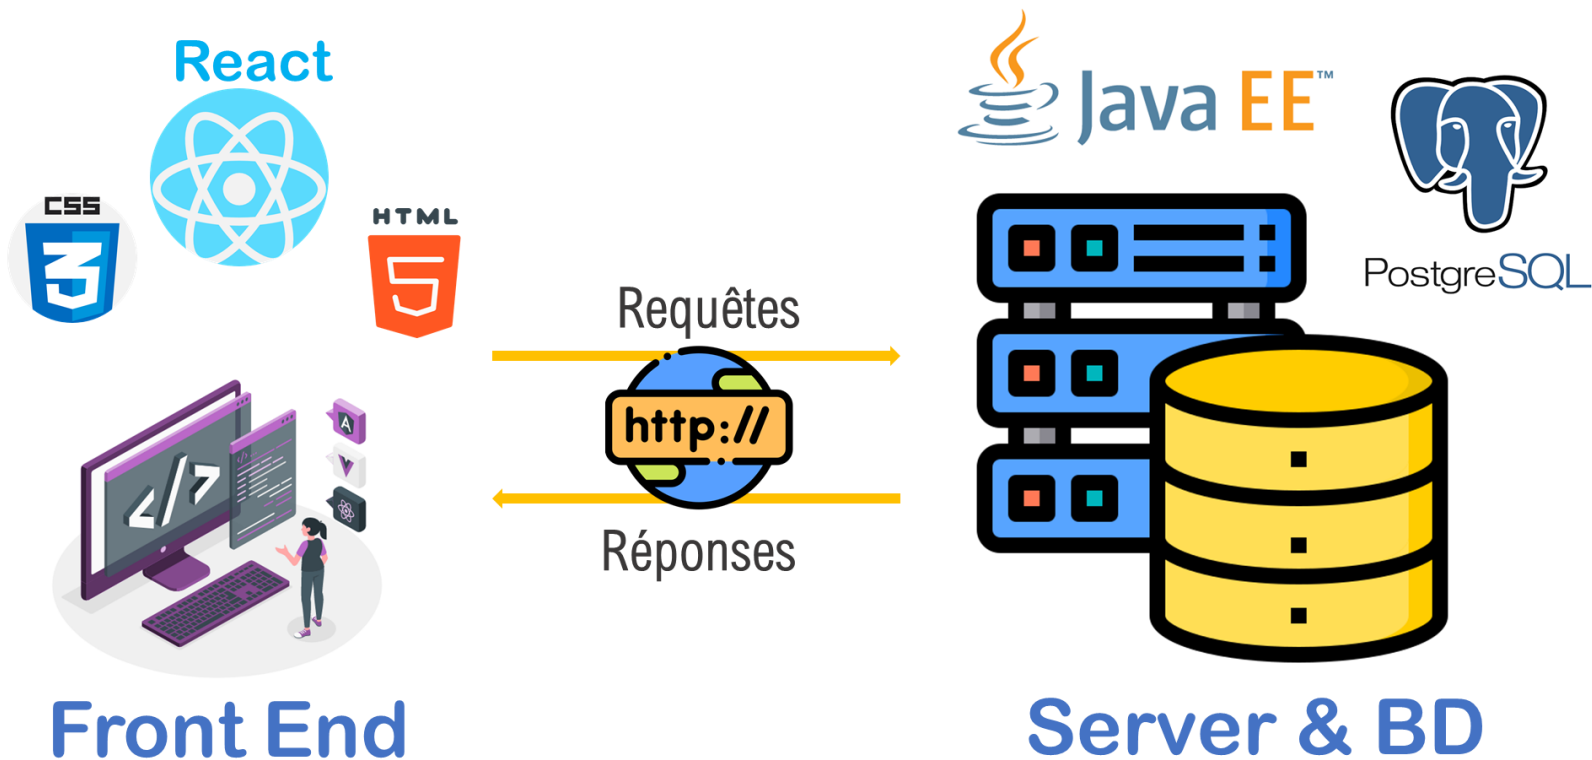 React
CSS
3
HTML
5
</>
A
V
Front End
Requêtes
http://
Réponses
Java EE™
PostgreSQL
Server & BD